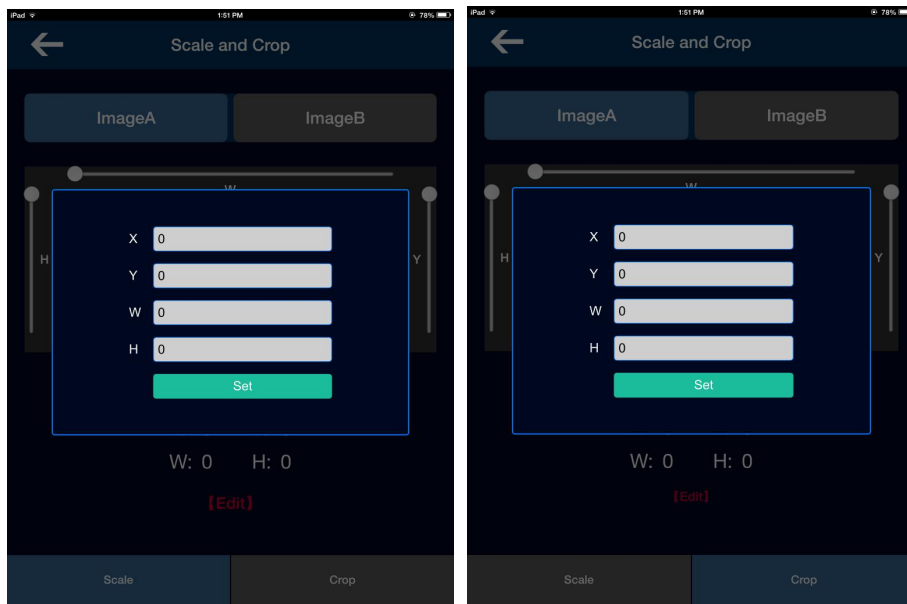 iPad 1:51 PM 78%
Scale and Crop
ImageA ImageB
W
H Y
X 0
Y 0
W 0
H 0
Set
W: 0 H: 0
【Edit】
Scale Crop
iPad 1:51 PM 78%
Scale and Crop
ImageA ImageB
W
H Y
X 0
Y 0
W 0
H 0
Set
W: 0 H: 0
【Edit】
Scale Crop